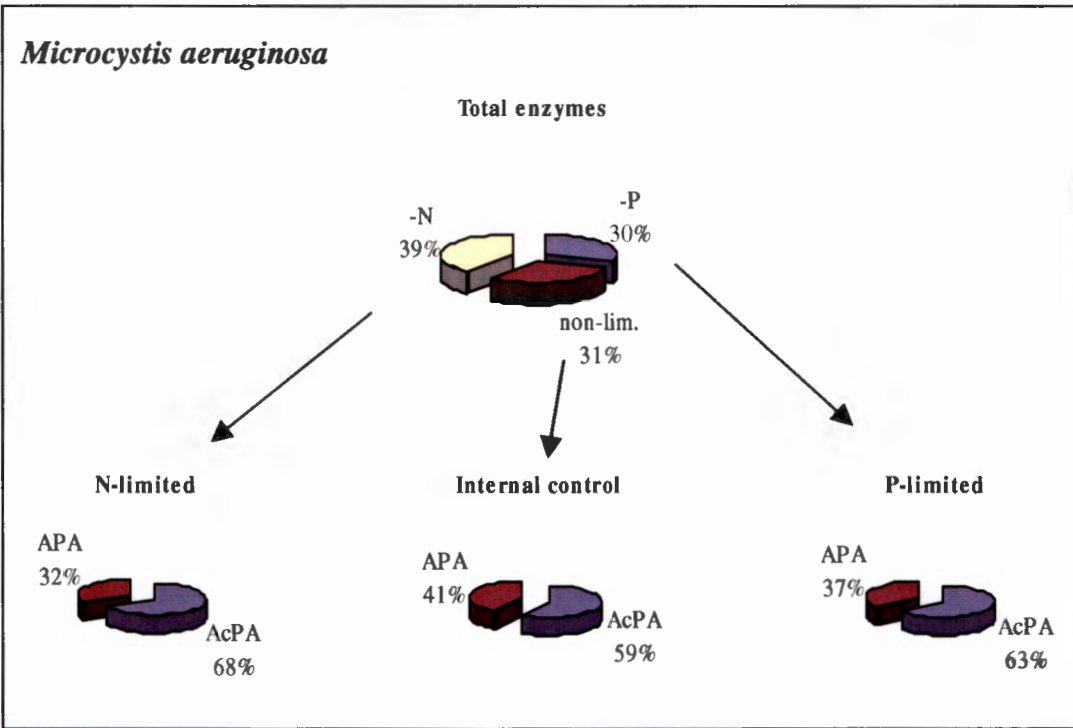 Microcystis aeruginosa
Total enzymes
-N
39%
-P
30%
non-lim.
31%
N-limited
APA
32%
AcPA
68%
Internal control
APA
41%
AcPA
59%
P-limited
APA
37%
AcPA
63%